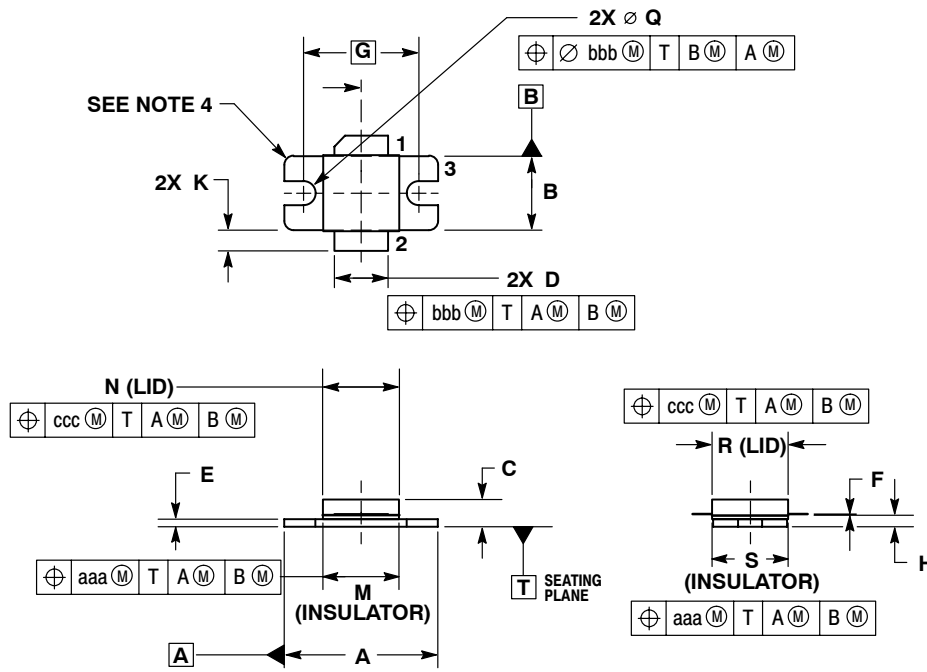 2X ⌀ Q
⌖ ⌀ bbb Ⓜ T B Ⓜ A Ⓜ
G
SEE NOTE 4
B
1
3
2X K
B
2
2X D
⌖ bbb Ⓜ T A Ⓜ B Ⓜ
N (LID)
⌖ ccc Ⓜ T A Ⓜ B Ⓜ
⌖ ccc Ⓜ T A Ⓜ B Ⓜ
R (LID)
E
C
F
H
⌖ aaa Ⓜ T A Ⓜ B Ⓜ
M
(INSULATOR)
T SEATING
PLANE
S
(INSULATOR)
⌖ aaa Ⓜ T A Ⓜ B Ⓜ
A
A